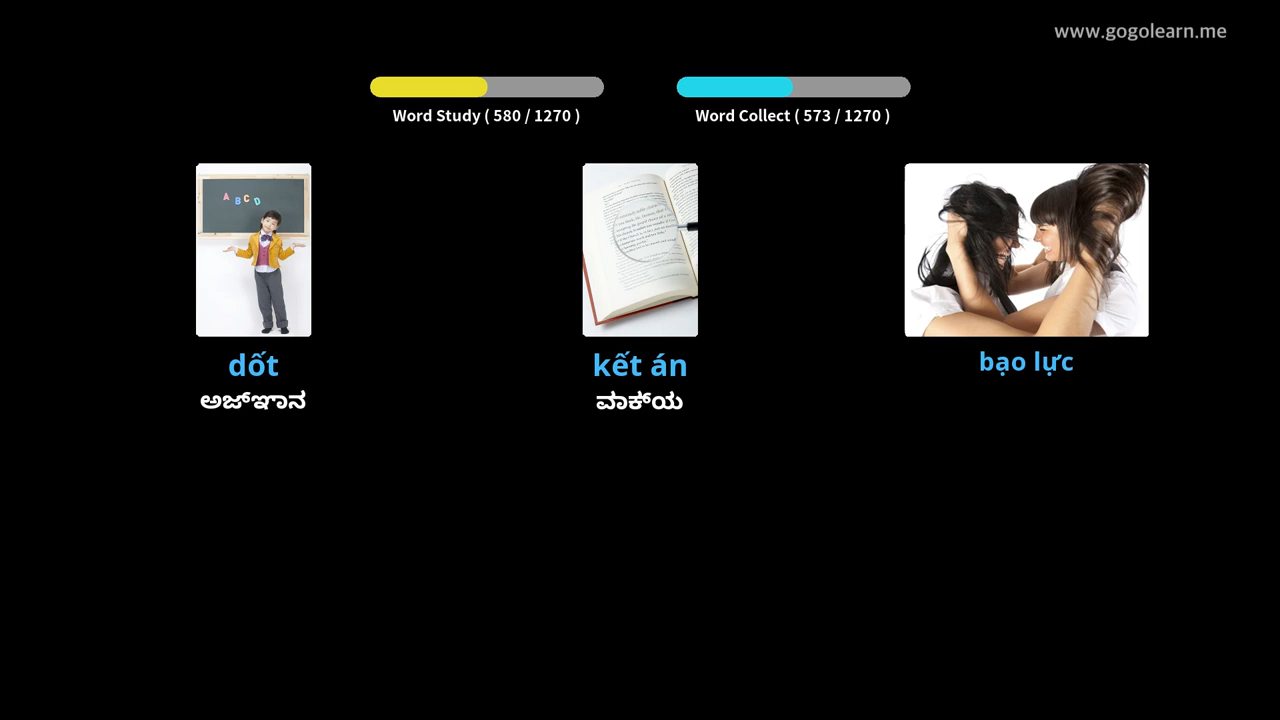 www.gogolearn.me
Word Study ( 580 / 1270 )
Word Collect ( 573 / 1270 )
A B C D
dốt
ಅಜ್‌ಞಾನ
kết án
ವಾಕ್‌ಯ
bạo lực